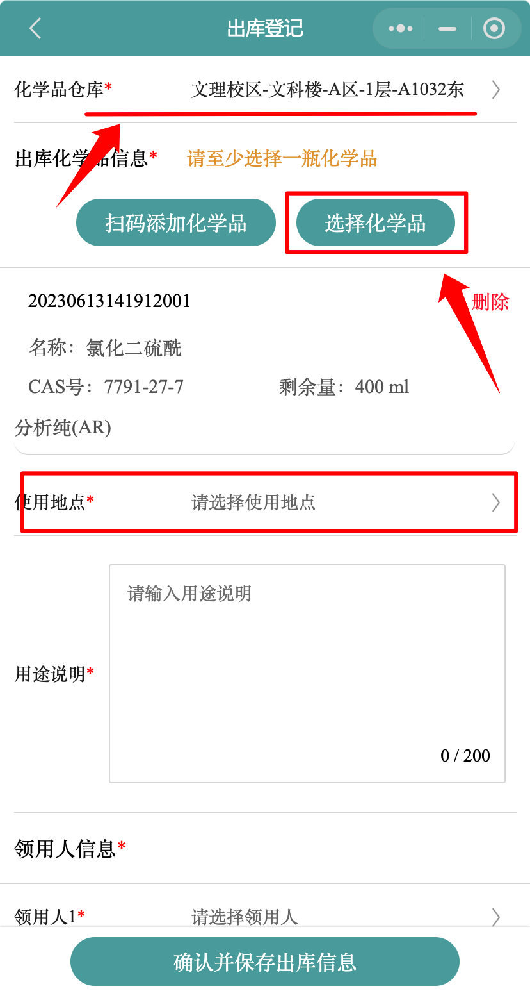 出库登记
化学品仓库* 文理校区-文科楼-A区-1层-A1032东
出库化学品信息* 请至少选择一瓶化学品
扫码添加化学品 选择化学品
20230613141912001 删除
名称：氯化二硫酰
CAS号：7791-27-7 剩余量：400 ml
分析纯(AR)
使用地点* 请选择使用地点
请输入用途说明
用途说明*
0 / 200
领用人信息*
领用人1* 请选择领用人
确认并保存出库信息